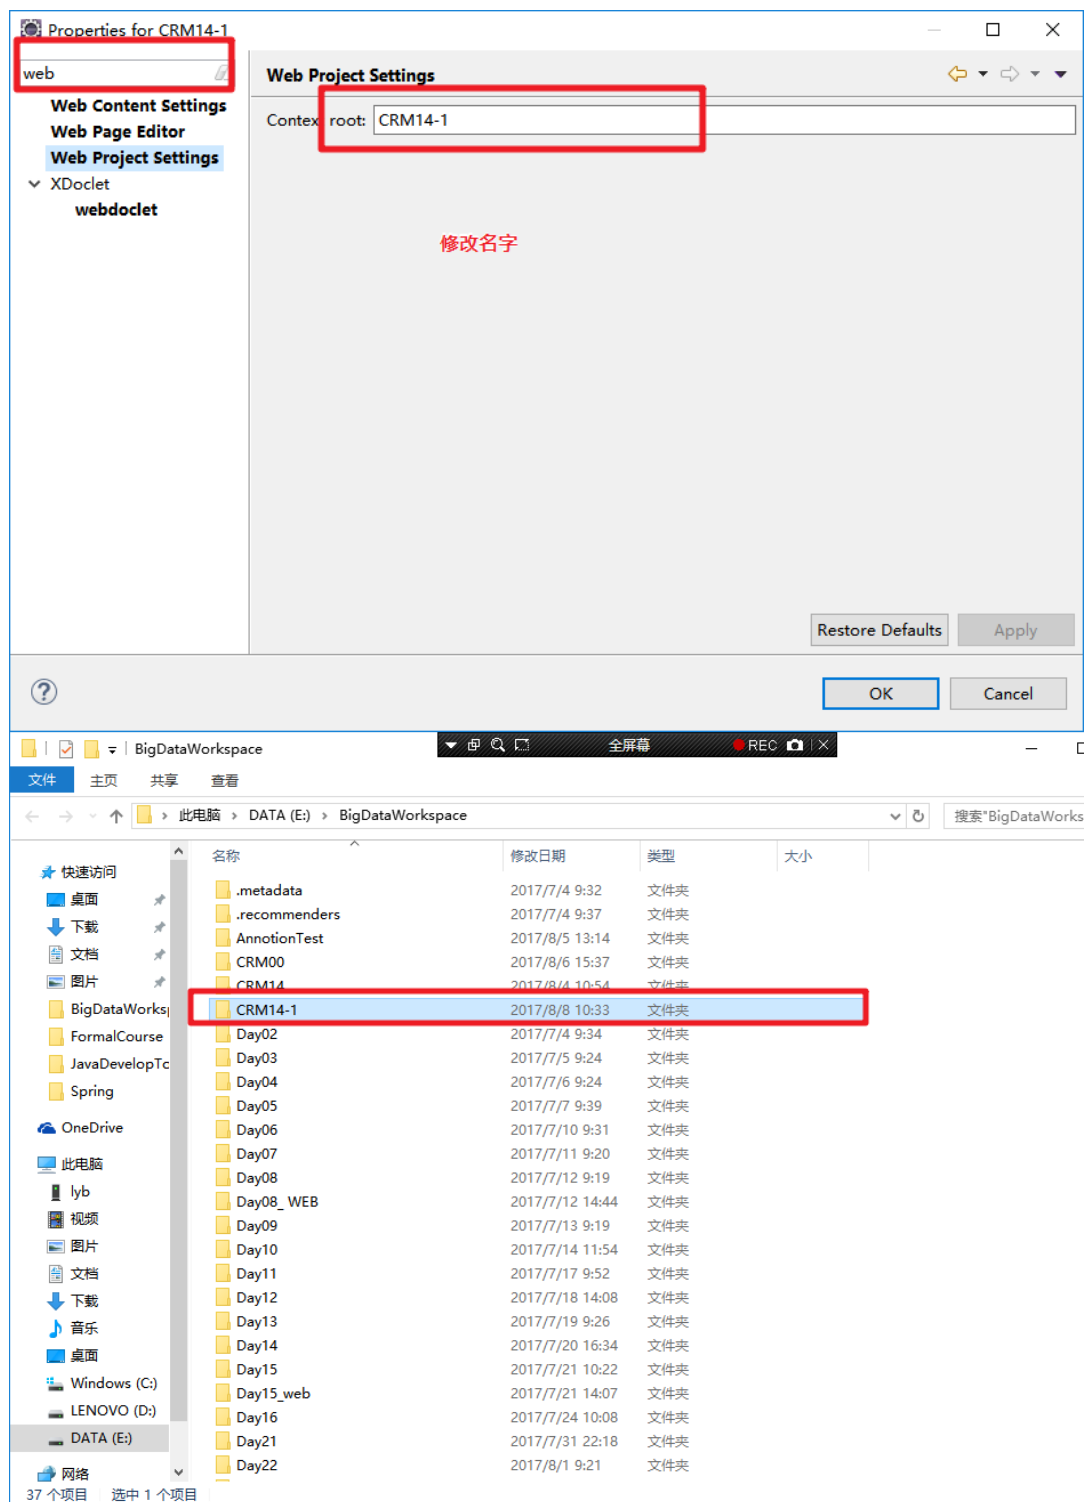 Properties for CRM14-1
web
Web Content Settings
Web Page Editor
Web Project Settings
XDoclet
webdoclet
Web Project Settings
Context root: CRM14-1
修改名字
Restore Defaults
Apply
OK
Cancel
BigDataWorkspace
全屏幕
REC
文件 主页 共享 查看
此电脑 › DATA (E:) › BigDataWorkspace
搜索"BigDataWorks
快速访问
桌面
下载
文档
图片
BigDataWorksp
FormalCourse
JavaDevelopTo
Spring
OneDrive
此电脑
lyb
视频
图片
文档
下载
音乐
桌面
Windows (C:)
LENOVO (D:)
DATA (E:)
网络
名称 修改日期 类型 大小
.metadata 2017/7/4 9:32 文件夹
.recommenders 2017/7/4 9:37 文件夹
AnnotionTest 2017/8/5 13:14 文件夹
CRM00 2017/8/6 15:37 文件夹
CRM14 2017/8/4 10:54 文件夹
CRM14-1 2017/8/8 10:33 文件夹
Day02 2017/7/4 9:34 文件夹
Day03 2017/7/5 9:24 文件夹
Day04 2017/7/6 9:24 文件夹
Day05 2017/7/7 9:39 文件夹
Day06 2017/7/10 9:31 文件夹
Day07 2017/7/11 9:20 文件夹
Day08 2017/7/12 9:19 文件夹
Day08_ WEB 2017/7/12 14:44 文件夹
Day09 2017/7/13 9:19 文件夹
Day10 2017/7/14 11:54 文件夹
Day11 2017/7/17 9:52 文件夹
Day12 2017/7/18 14:08 文件夹
Day13 2017/7/19 9:26 文件夹
Day14 2017/7/20 16:34 文件夹
Day15 2017/7/21 10:22 文件夹
Day15_web 2017/7/21 14:07 文件夹
Day16 2017/7/24 10:08 文件夹
Day21 2017/7/31 22:18 文件夹
Day22 2017/8/1 9:21 文件夹
37 个项目 选中 1 个项目